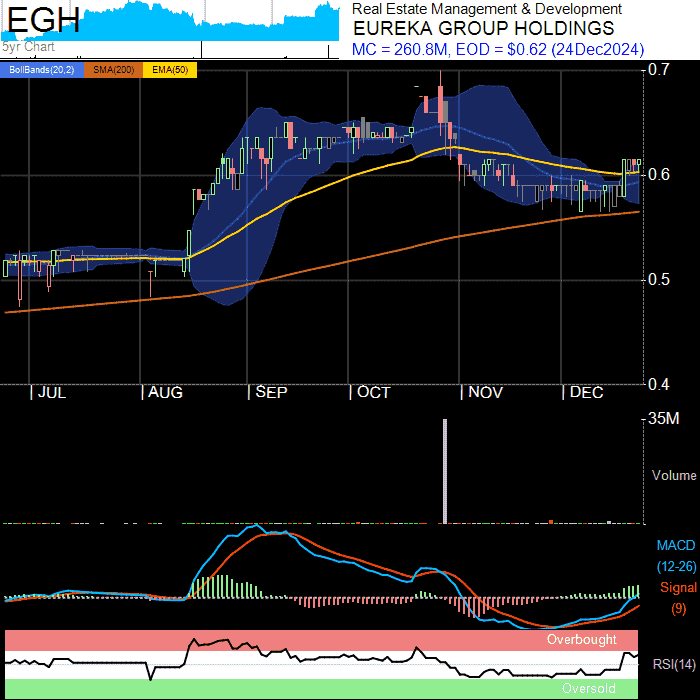 EGH
5yr Chart
Real Estate Management & Development
EUREKA GROUP HOLDINGS
MC = 260.8M, EOD = $0.62 (24Dec2024)
BollBands(20,2) SMA(200) EMA(50)
0.7
0.6
0.5
0.4
JUL AUG SEP OCT NOV DEC
35M
Volume
MACD
(12-26)
Signal
(9)
Overbought
RSI(14)
Oversold